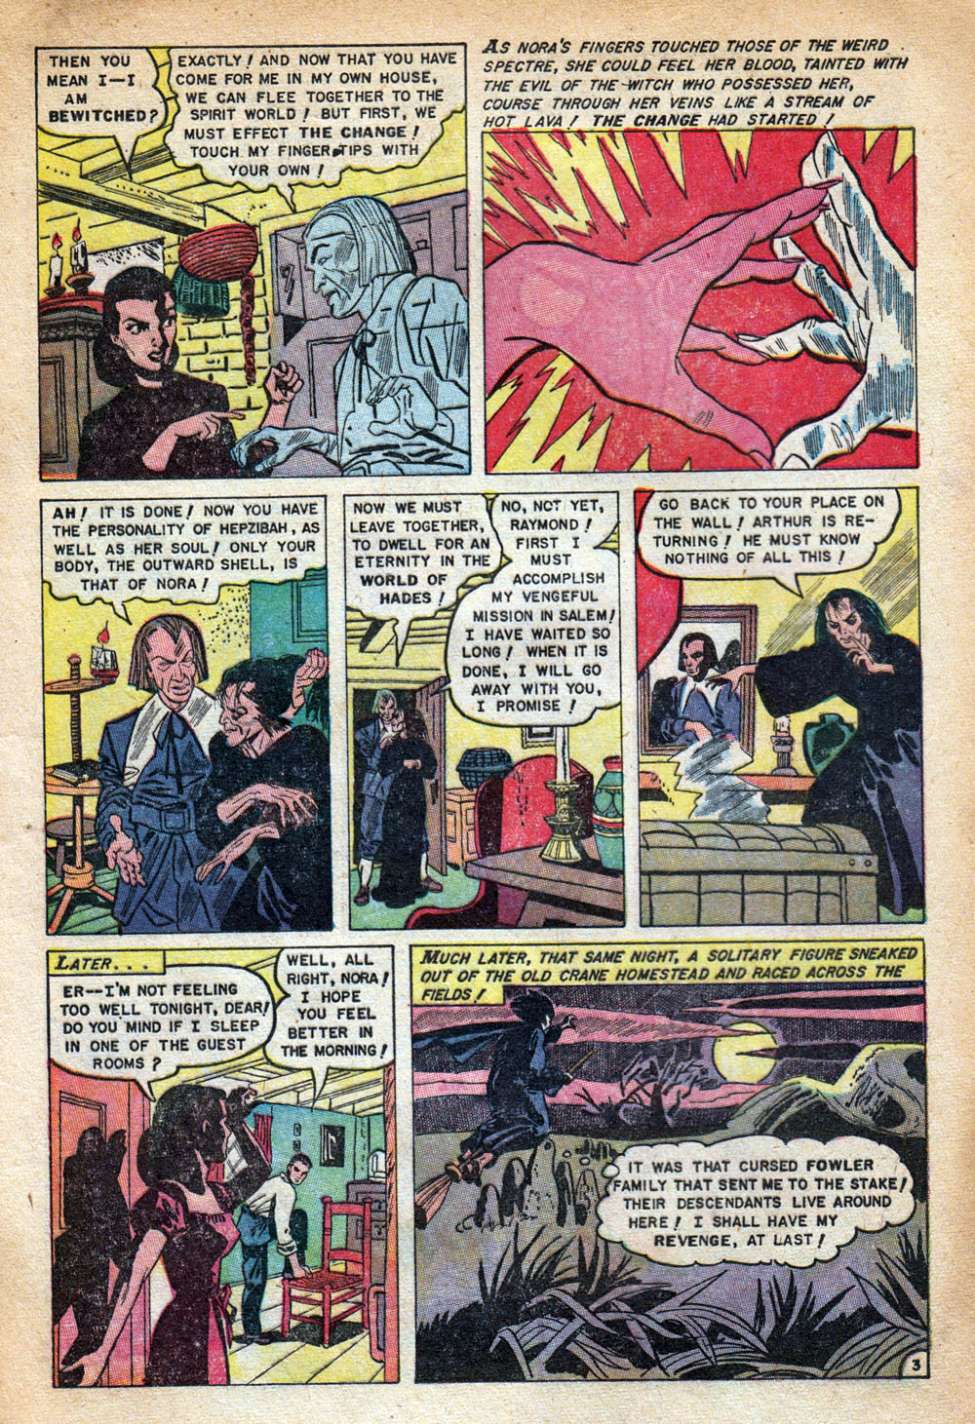 THEN YOU
MEAN I--I
AM
BEWITCHED?
EXACTLY! AND NOW THAT YOU HAVE
COME FOR ME IN MY OWN HOUSE,
WE CAN FLEE TOGETHER TO THE
SPIRIT WORLD! BUT FIRST, WE
MUST EFFECT THE CHANGE!
TOUCH MY FINGER TIPS WITH
YOUR OWN!
AS NORA'S FINGERS TOUCHED THOSE OF THE WEIRD
SPECTRE, SHE COULD FEEL HER BLOOD, TAINTED WITH
THE EVIL OF THE WITCH WHO POSSESSED HER,
COURSE THROUGH HER VEINS LIKE A STREAM OF
HOT LAVA! THE CHANGE HAD STARTED!
AH! IT IS DONE! NOW YOU HAVE
THE PERSONALITY OF HEPZIBAH, AS
WELL AS HER SOUL! ONLY YOUR
BODY, THE OUTWARD SHELL, IS
THAT OF NORA!
NOW WE MUST
LEAVE TOGETHER,
TO DWELL FOR AN
ETERNITY IN THE
WORLD OF
HADES!
NO, NOT YET,
RAYMOND!
FIRST I
MUST
ACCOMPLISH
MY VENGEFUL
MISSION IN SALEM!
I HAVE WAITED SO
LONG! WHEN IT IS
DONE, I WILL GO
AWAY WITH YOU,
I PROMISE!
GO BACK TO YOUR PLACE ON
THE WALL! ARTHUR IS RE-
TURNING! HE MUST KNOW
NOTHING OF ALL THIS!
LATER...
ER--I'M NOT FEELING
TOO WELL TONIGHT, DEAR!
DO YOU MIND IF I SLEEP
IN ONE OF THE GUEST
ROOMS?
WELL, ALL
RIGHT, NORA!
I HOPE
YOU FEEL
BETTER IN
THE MORNING!
MUCH LATER, THAT SAME NIGHT, A SOLITARY FIGURE SNEAKED
OUT OF THE OLD CRANE HOMESTEAD AND RACED ACROSS THE
FIELDS!
IT WAS THAT CURSED FOWLER
FAMILY THAT SENT ME TO THE STAKE!
THEIR DESCENDANTS LIVE AROUND
HERE! I SHALL HAVE MY
REVENGE, AT LAST!
3